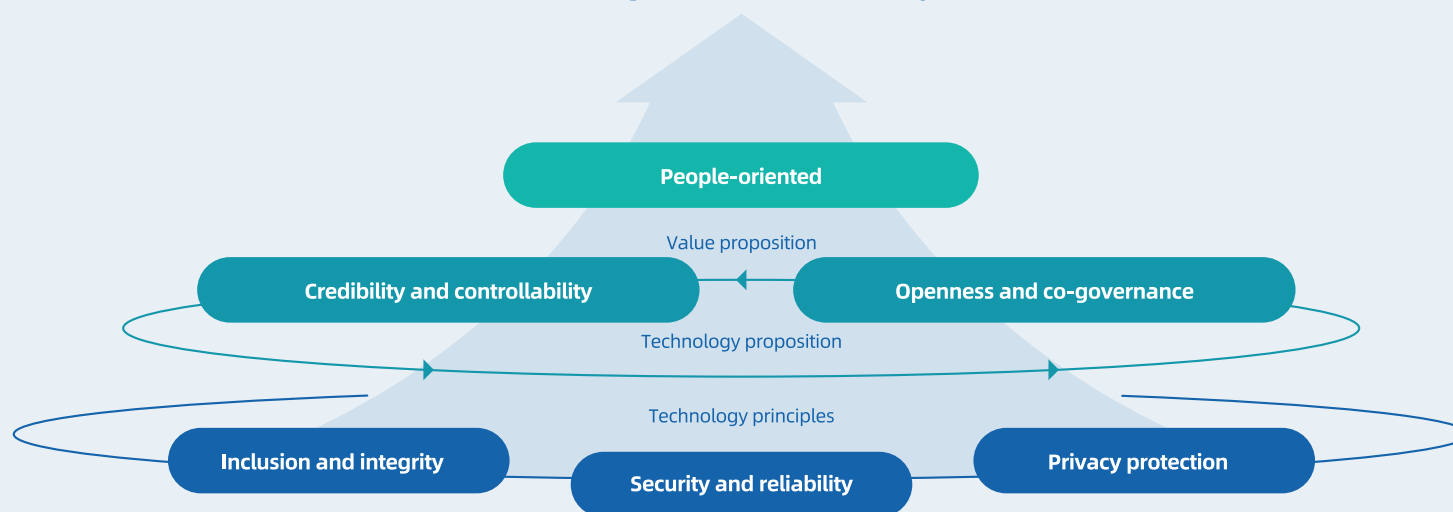 People-oriented
Value proposition
Credibility and controllability
Openness and co-governance
Technology proposition
Technology principles
Inclusion and integrity
Security and reliability
Privacy protection